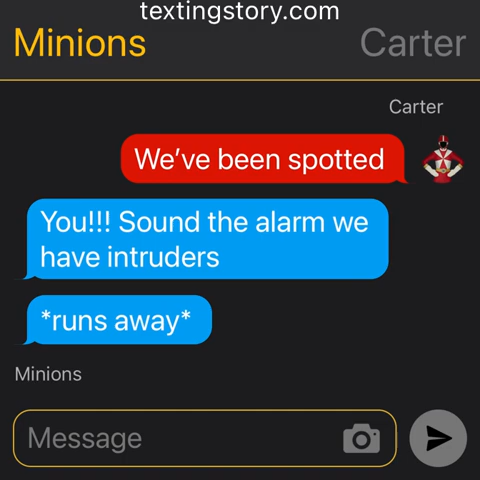 textingstory.com
Minions
Carter
Carter
We’ve been spotted
You!!! Sound the alarm we
have intruders
*runs away*
Minions
Message